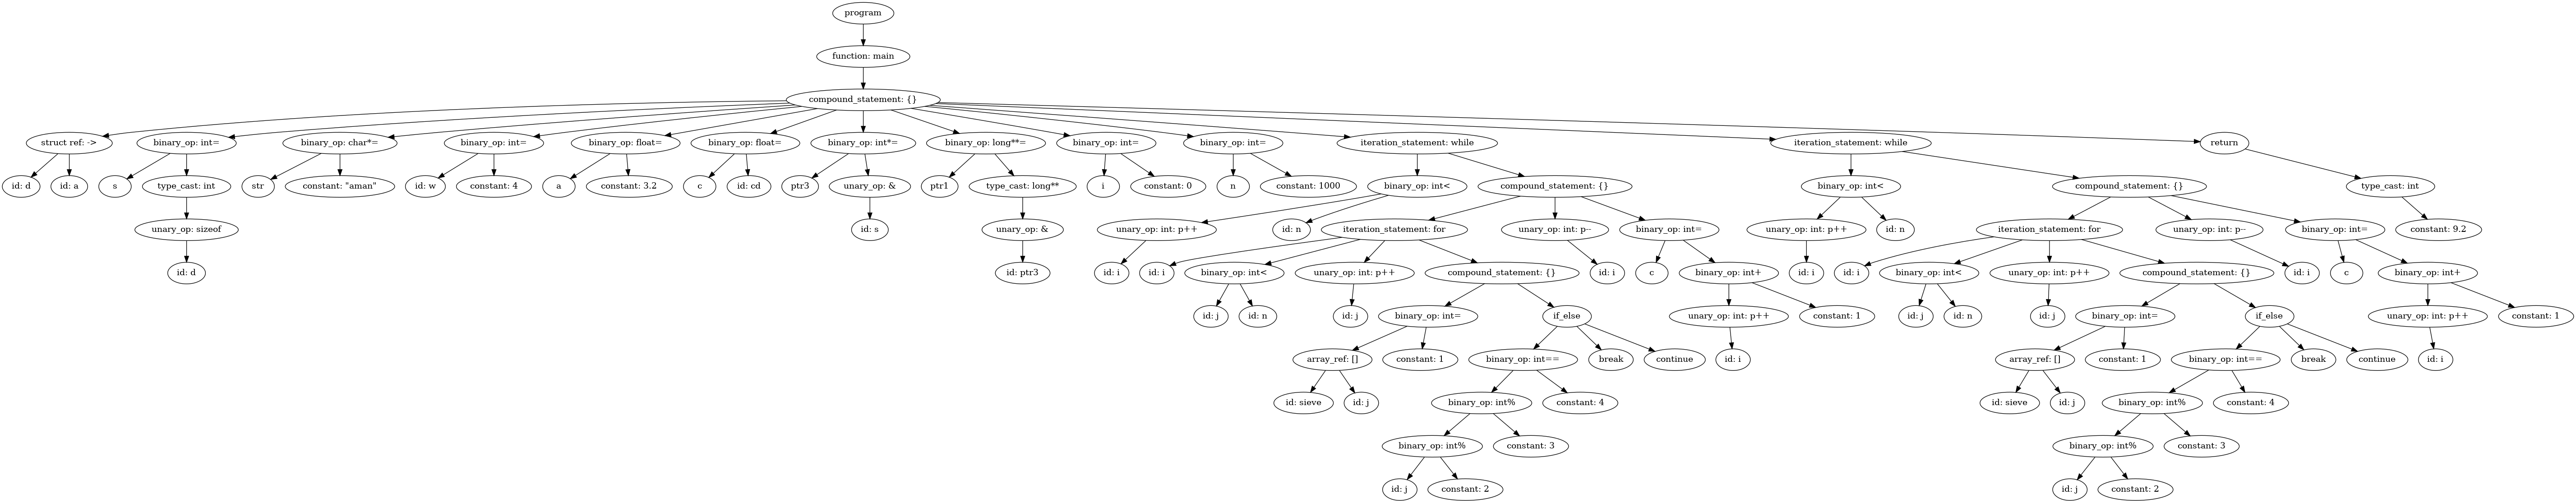 program
function: main
compound_statement: {}
struct ref: ->
binary_op: int=
binary_op: char*=
binary_op: int=
binary_op: float=
binary_op: float=
binary_op: int*=
binary_op: long**=
binary_op: int=
binary_op: int=
iteration_statement: while
iteration_statement: while
return
id: d
id: a
s
type_cast: int
str
constant: "aman"
id: w
constant: 4
a
constant: 3.2
c
id: cd
ptr3
unary_op: &
ptr1
type_cast: long**
i
constant: 0
n
constant: 1000
binary_op: int<
compound_statement: {}
binary_op: int<
compound_statement: {}
type_cast: int
unary_op: sizeof
id: s
unary_op: &
unary_op: int: p++
id: n
iteration_statement: for
unary_op: int: p--
binary_op: int=
unary_op: int: p++
id: n
iteration_statement: for
unary_op: int: p--
binary_op: int=
constant: 9.2
id: d
id: ptr3
id: i
id: i
binary_op: int<
unary_op: int: p++
compound_statement: {}
id: i
c
binary_op: int+
id: i
id: i
binary_op: int<
unary_op: int: p++
compound_statement: {}
id: i
c
binary_op: int+
id: j
id: n
id: j
binary_op: int=
if_else
unary_op: int: p++
constant: 1
id: j
id: n
id: j
binary_op: int=
if_else
unary_op: int: p++
constant: 1
array_ref: []
constant: 1
binary_op: int==
break
continue
id: i
array_ref: []
constant: 1
binary_op: int==
break
continue
id: i
id: sieve
id: j
binary_op: int%
constant: 4
id: sieve
id: j
binary_op: int%
constant: 4
binary_op: int%
constant: 3
binary_op: int%
constant: 3
id: j
constant: 2
id: j
constant: 2